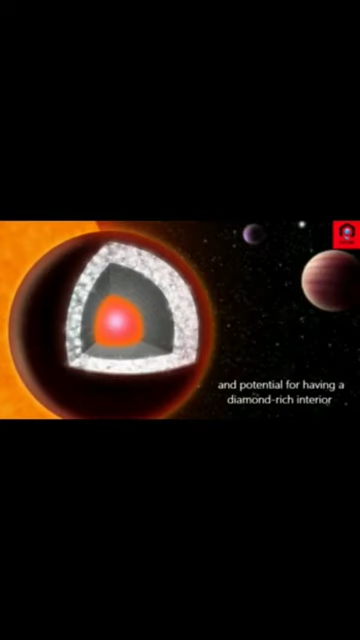 and potential for having a
diamond-rich interior